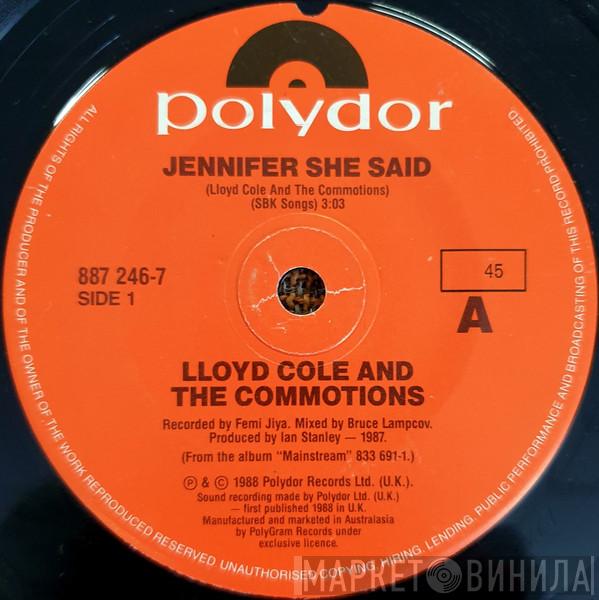 polydor
JENNIFER SHE SAID
(Lloyd Cole And The Commotions)
(SBK Songs) 3:03
887 246-7
SIDE 1
45
A
LLOYD COLE AND
THE COMMOTIONS
Recorded by Femi Jiya. Mixed by Bruce Lampcov.
Produced by Ian Stanley — 1987.
(From the album "Mainstream" 833 691-1.)
℗ & © 1988 Polydor Records Ltd. (U.K.).
Sound recording made by Polydor Ltd. (U.K.)
— first published 1988 in U.K.
Manufactured and marketed in Australasia
by PolyGram Records under
exclusive licence.
ALL RIGHTS OF THE PRODUCER AND OF THE OWNER OF THE WORK REPRODUCED RESERVED. UNAUTHORISED COPYING, HIRING, LENDING, PUBLIC PERFORMANCE AND BROADCASTING OF THIS RECORD PROHIBITED.
МАРКЕТ ВИНИЛА